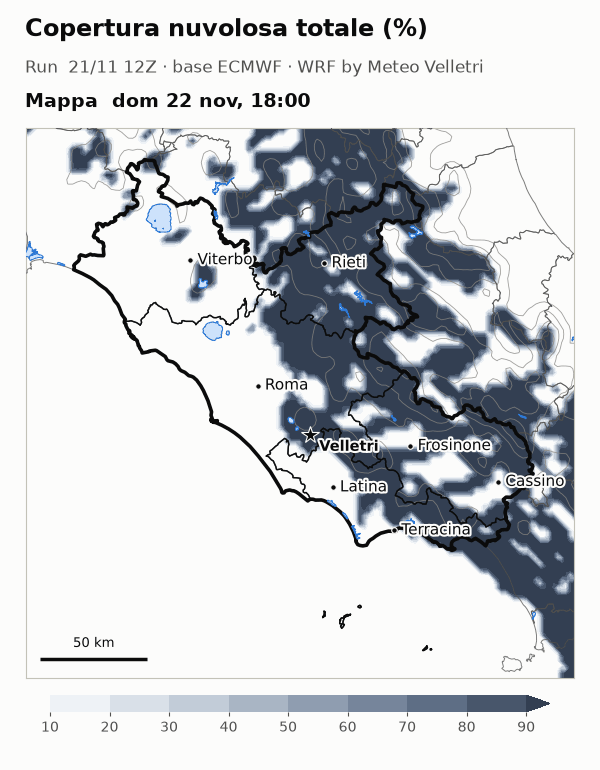 Copertura nuvolosa totale (%)
Run 21/11 12Z · base ECMWF · WRF by Meteo Velletri
Mappa dom 22 nov, 18:00
Viterbo
Rieti
Roma
Velletri
Frosinone
Latina
Cassino
Terracina
50 km
10 20 30 40 50 60 70 80 90